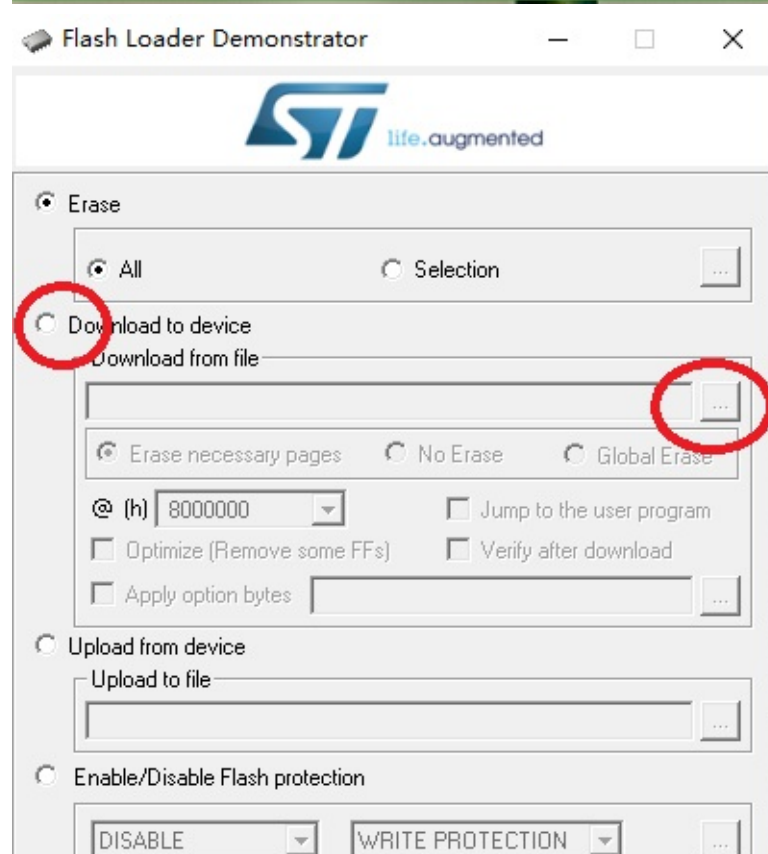 Flash Loader Demonstrator
ST life.augmented
Erase
All Selection ...
Download to device
Download from file
...
Erase necessary pages No Erase Global Erase
@ (h) 8000000 Jump to the user program
Optimize (Remove some FFs) Verify after download
Apply option bytes ...
Upload from device
Upload to file
...
Enable/Disable Flash protection
DISABLE WRITE PROTECTION ...